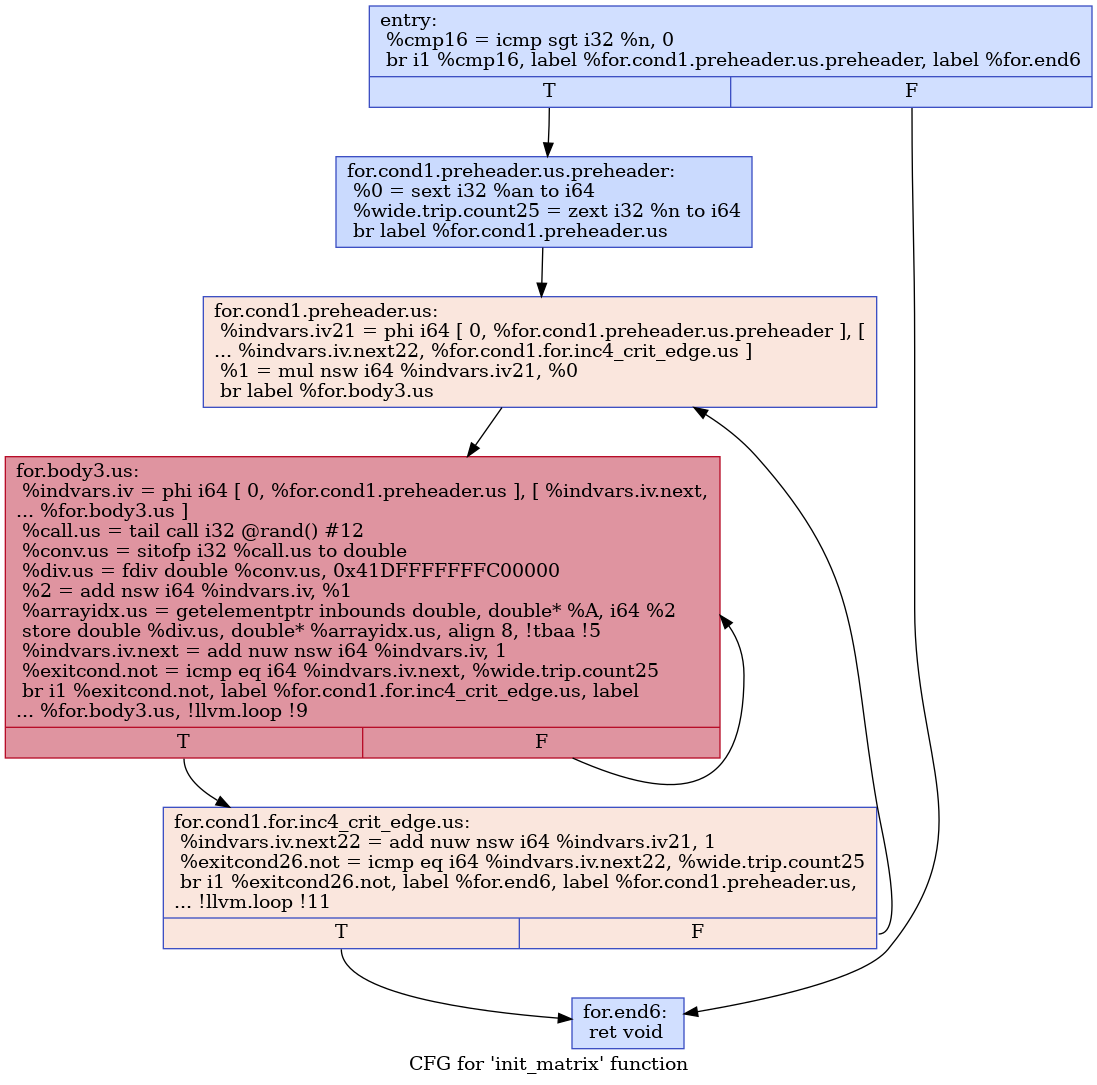 entry:
%cmp16 = icmp sgt i32 %n, 0
br i1 %cmp16, label %for.cond1.preheader.us.preheader, label %for.end6
T
F
for.cond1.preheader.us.preheader:
%0 = sext i32 %an to i64
%wide.trip.count25 = zext i32 %n to i64
br label %for.cond1.preheader.us
for.cond1.preheader.us:
%indvars.iv21 = phi i64 [ 0, %for.cond1.preheader.us.preheader ], [
... %indvars.iv.next22, %for.cond1.for.inc4_crit_edge.us ]
%1 = mul nsw i64 %indvars.iv21, %0
br label %for.body3.us
for.body3.us:
%indvars.iv = phi i64 [ 0, %for.cond1.preheader.us ], [ %indvars.iv.next,
... %for.body3.us ]
%call.us = tail call i32 @rand() #12
%conv.us = sitofp i32 %call.us to double
%div.us = fdiv double %conv.us, 0x41DFFFFFFFC00000
%2 = add nsw i64 %indvars.iv, %1
%arrayidx.us = getelementptr inbounds double, double* %A, i64 %2
store double %div.us, double* %arrayidx.us, align 8, !tbaa !5
%indvars.iv.next = add nuw nsw i64 %indvars.iv, 1
%exitcond.not = icmp eq i64 %indvars.iv.next, %wide.trip.count25
br i1 %exitcond.not, label %for.cond1.for.inc4_crit_edge.us, label
... %for.body3.us, !llvm.loop !9
T
F
for.cond1.for.inc4_crit_edge.us:
%indvars.iv.next22 = add nuw nsw i64 %indvars.iv21, 1
%exitcond26.not = icmp eq i64 %indvars.iv.next22, %wide.trip.count25
br i1 %exitcond26.not, label %for.end6, label %for.cond1.preheader.us,
... !llvm.loop !11
T
F
for.end6:
ret void
CFG for 'init_matrix' function